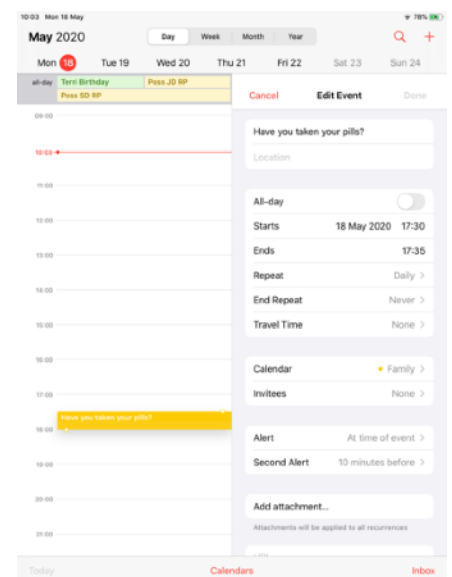 10:03 Mon 18 May
78%
May 2020
Day Week Month Year
Mon 18 Tue 19 Wed 20 Thu 21 Fri 22 Sat 23 Sun 24
all-day Terri Birthday Poss JD RP
Poss SD RP
Cancel Edit Event Done
09:00
Have you taken your pills?
10:03
Location
11:00
All-day
12:00
Starts 18 May 2020 17:30
13:00
Ends 17:35
Repeat Daily >
14:00
End Repeat Never >
15:00
Travel Time None >
16:00
Calendar Family >
17:00
Invitees None >
Have you taken your pills?
18:00
Alert At time of event >
19:00
Second Alert 10 minutes before >
20:00
Add attachment...
Attachments will be applied to all recurrences
21:00
URL
Today Calendars Inbox